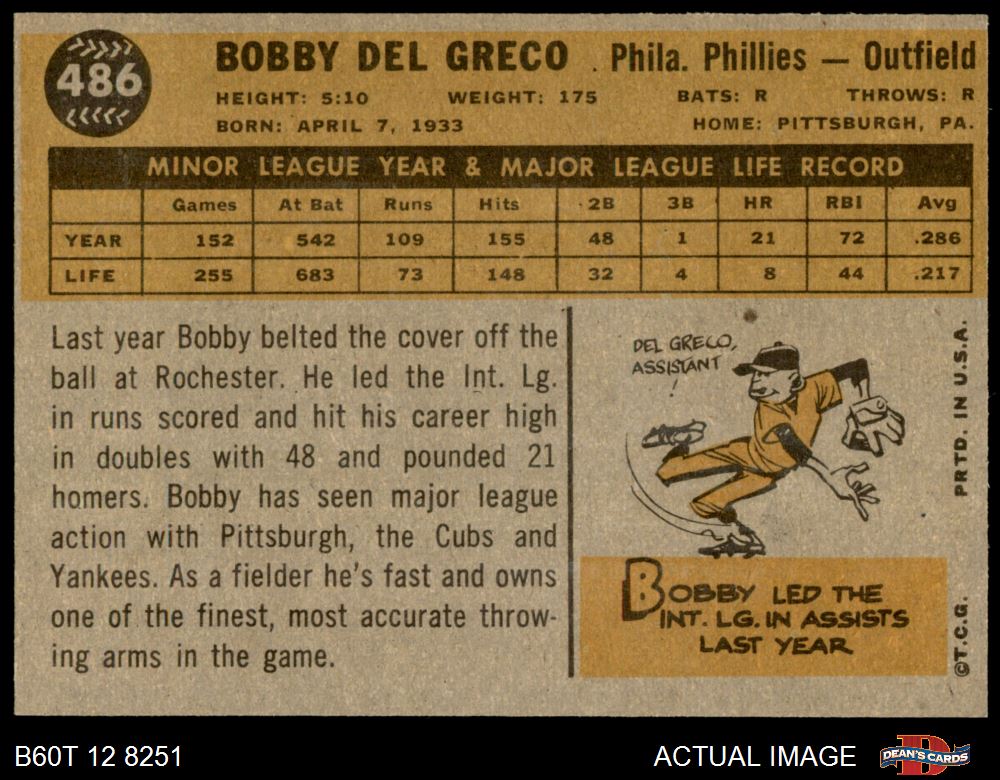 486
BOBBY DEL GRECO . Phila. Phillies — Outfield
HEIGHT: 5:10 WEIGHT: 175 BATS: R THROWS: R
BORN: APRIL 7, 1933 HOME: PITTSBURGH, PA.
MINOR LEAGUE YEAR & MAJOR LEAGUE LIFE RECORD
Games At Bat Runs Hits 2B 3B HR RBI Avg
YEAR 152 542 109 155 48 1 21 72 .286
LIFE 255 683 73 148 32 4 8 44 .217
Last year Bobby belted the cover off the
ball at Rochester. He led the Int. Lg.
in runs scored and hit his career high
in doubles with 48 and pounded 21
homers. Bobby has seen major league
action with Pittsburgh, the Cubs and
Yankees. As a fielder he's fast and owns
one of the finest, most accurate throw-
ing arms in the game.
DEL GRECO,
ASSISTANT
!
BOBBY LED THE
INT. LG. IN ASSISTS
LAST YEAR
©T.C.G. PRTD. IN U.S.A.
B60T 12 8251 ACTUAL IMAGE DEAN'S CARDS